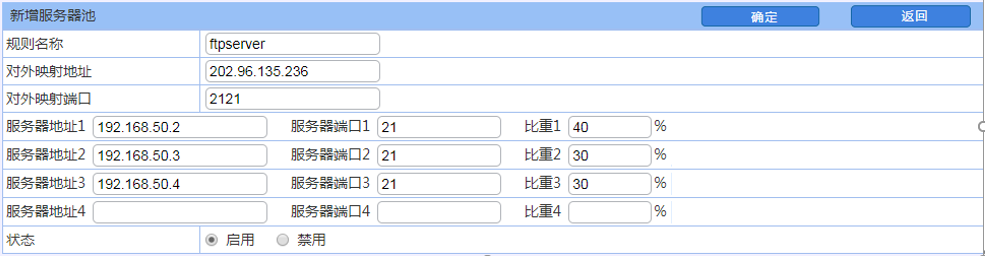 新增服务器池 确定 返回
规则名称 ftpserver
对外映射地址 202.96.135.236
对外映射端口 2121
服务器地址1 192.168.50.2 服务器端口1 21 比重1 40 %
服务器地址2 192.168.50.3 服务器端口2 21 比重2 30 %
服务器地址3 192.168.50.4 服务器端口3 21 比重3 30 %
服务器地址4 服务器端口4 比重4 %
状态 启用 禁用